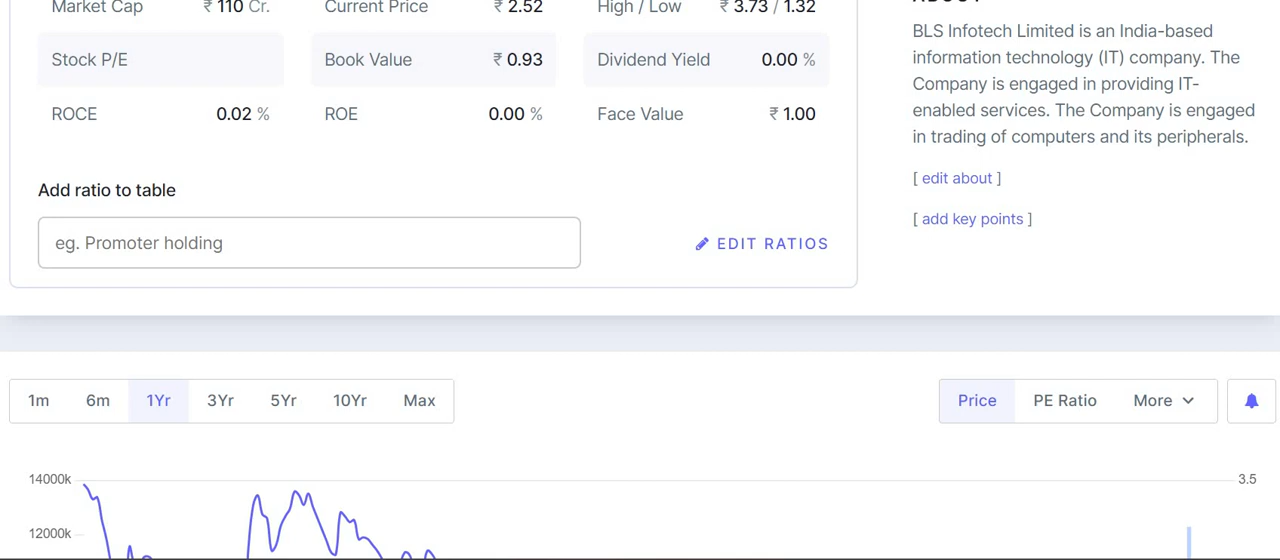 Market Cap ₹ 110 Cr. Current Price ₹ 2.52 High / Low ₹ 3.73 / 1.32
Stock P/E Book Value ₹ 0.93 Dividend Yield 0.00 %
ROCE 0.02 % ROE 0.00 % Face Value ₹ 1.00
Add ratio to table
eg. Promoter holding
EDIT RATIOS
ABOUT
BLS Infotech Limited is an India-based
information technology (IT) company. The
Company is engaged in providing IT-
enabled services. The Company is engaged
in trading of computers and its peripherals.
[ edit about ]
[ add key points ]
1m 6m 1Yr 3Yr 5Yr 10Yr Max
Price PE Ratio More
14000k
3.5
12000k